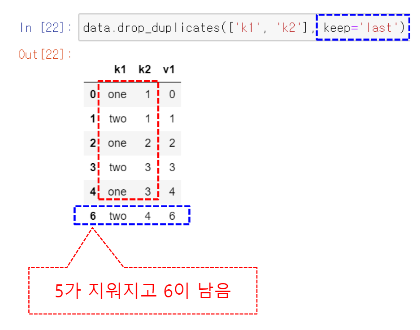 In [22]: data.drop_duplicates(['k1', 'k2'], keep='last')
Out[22]:
k1 k2 v1
0 one 1 0
1 two 1 1
2 one 2 2
3 two 3 3
4 one 3 4
6 two 4 6
5가 지워지고 6이 남음